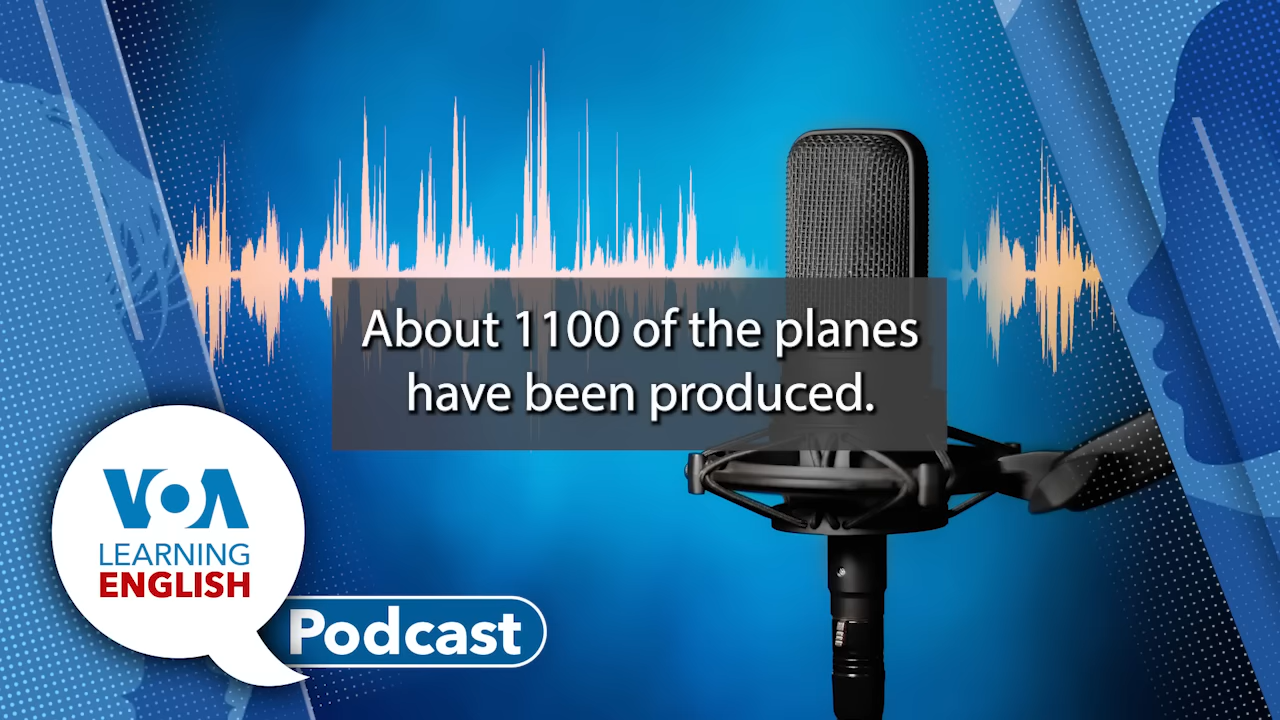 About 1100 of the planes
have been produced.
VOA
LEARNING
ENGLISH
Podcast